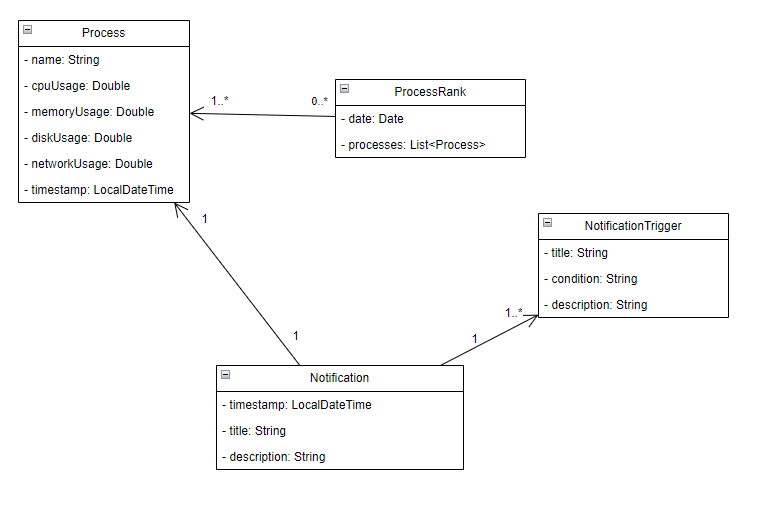 Process
- name: String
- cpuUsage: Double
- memoryUsage: Double
- diskUsage: Double
- networkUsage: Double
- timestamp: LocalDateTime
1..*
0..*
ProcessRank
- date: Date
- processes: List<Process>
1
1
NotificationTrigger
- title: String
- condition: String
- description: String
1..*
1
Notification
- timestamp: LocalDateTime
- title: String
- description: String